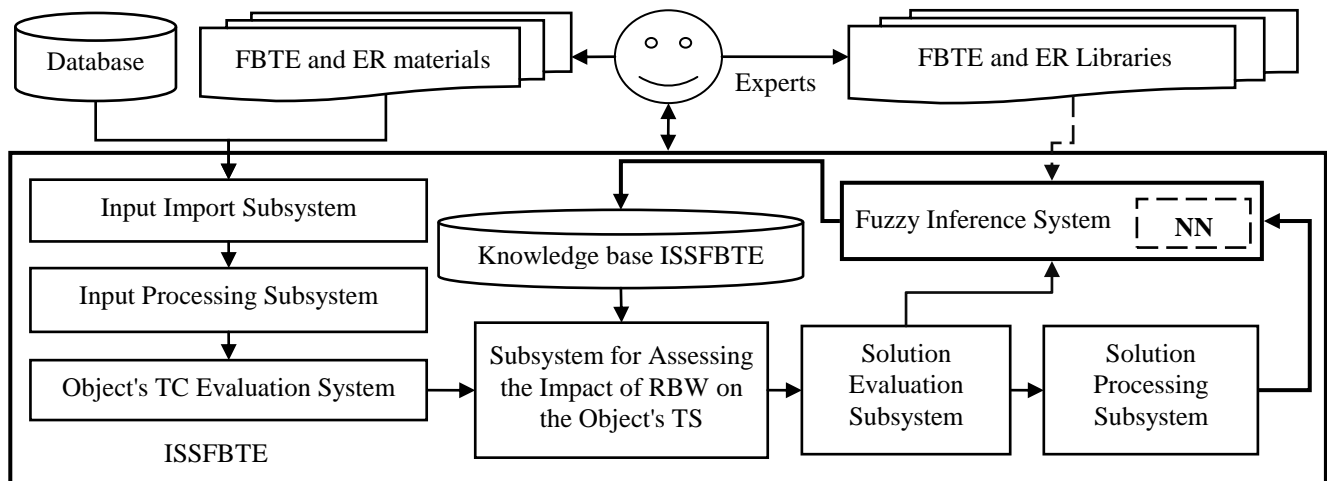 Database
FBTE and ER materials
Experts
FBTE and ER Libraries
Input Import Subsystem
Input Processing Subsystem
Object's TC Evaluation System
ISSFBTE
Knowledge base ISSFBTE
Fuzzy Inference System
NN
Subsystem for Assessing
the Impact of RBW on
the Object's TS
Solution
Evaluation
Subsystem
Solution
Processing
Subsystem